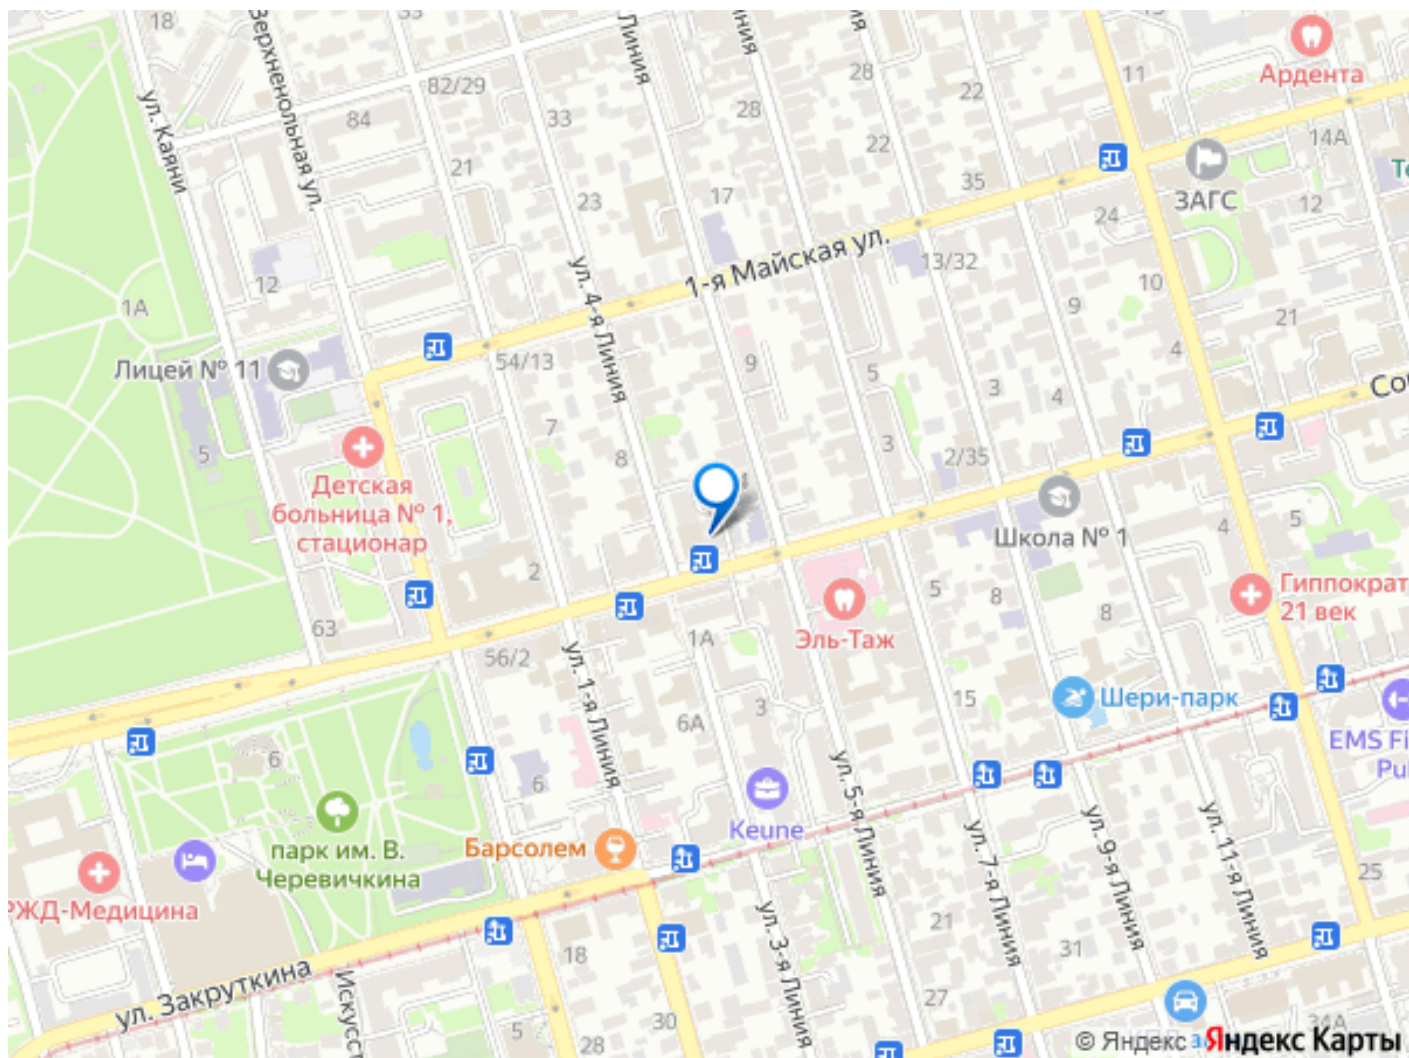 18
33
Верхненольная ул.
ЛИНИЯ
28
22
11
Ардента
82/29
84
33
28
22
14А
ул. Каяни
21
23
17
35
ЗАГС
24
12
1-я Майская ул.
13/32
10
1А
12
ул. 4-я Линия
9
21
Лицей № 11
54/13
9
5
3
4
4
5
7
8
3
2/35
Детская
больница № 1,
стационар
Школа № 1
4
5
2
5
8
8
Гиппократ
21 век
63
56/2
1А
Эль-Таж
ул. 1-я Линия
15
Шери-парк
6
6А
3
6
EMS Fi
Pu
ул. 5-я Линия
Keune
Барсолем
парк им. В.
Черевичкина
ул. 7-я Линия
ул. 9-я Линия
ул. 11-я Линия
25
РЖД-Медицина
ул. 3-я Линия
21
31
18
ул. Закруткина
27
30
5
28
34А
© Яндекс Яндекс Карты